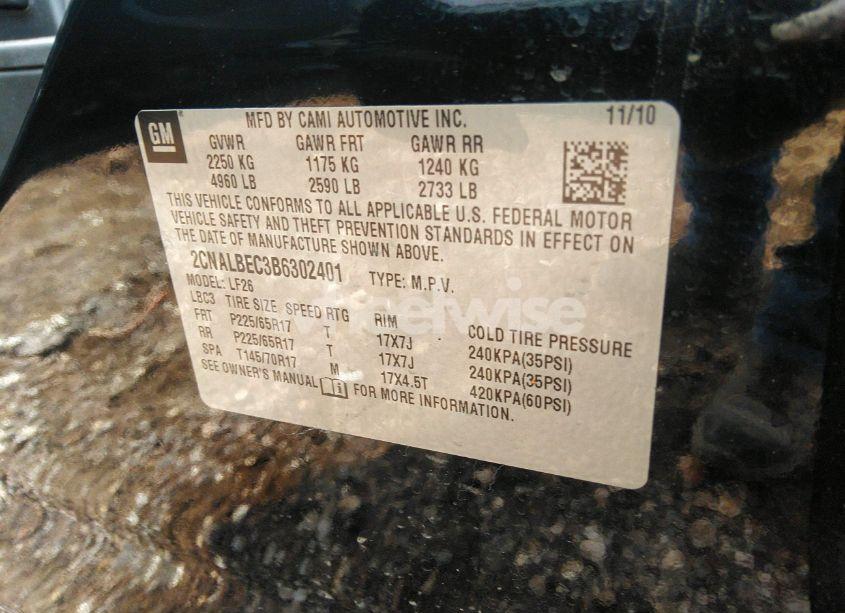 GM
MFD BY CAMI AUTOMOTIVE INC. 11/10
GVWR GAWR FRT GAWR RR
2250 KG 1175 KG 1240 KG
4960 LB 2590 LB 2733 LB
THIS VEHICLE CONFORMS TO ALL APPLICABLE U.S. FEDERAL MOTOR
VEHICLE SAFETY AND THEFT PREVENTION STANDARDS IN EFFECT ON
THE DATE OF MANUFACTURE SHOWN ABOVE.
2CNALBEC3B6302401 TYPE: M.P.V.
MODEL: LF26
LBC3 TIRE SIZE SPEED RTG RIM COLD TIRE PRESSURE
FRT P225/65R17 T 17X7J 240KPA(35PSI)
RR P225/65R17 T 17X7J 240KPA(35PSI)
SPA T145/70R17 M 17X4.5T 420KPA(60PSI)
SEE OWNER'S MANUAL FOR MORE INFORMATION.